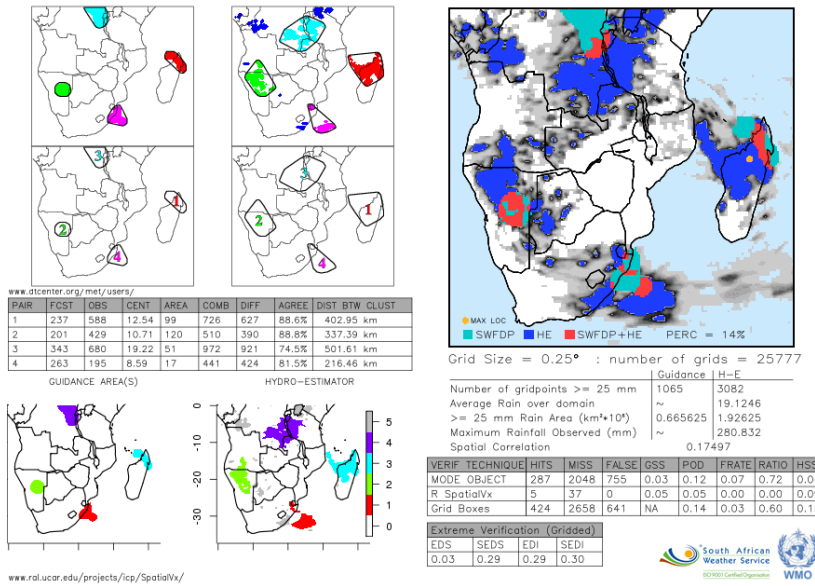 3
1
2
4
3
1
2
4
www.dtcenter.org/met/users/
PAIR FCST OBS CENT AREA COMB DIFF AGREE DIST BTW CLUST
1 237 588 12.54 99 726 627 88.6% 402.95 km
2 201 429 10.71 120 510 390 88.8% 337.39 km
3 343 680 19.22 51 972 921 74.5% 501.61 km
4 263 195 8.59 17 441 424 81.5% 216.46 km
GUIDANCE AREA(S) HYDRO-ESTIMATOR
0
-10
-20
-30
5
4
3
2
1
0
www.ral.ucar.edu/projects/icp/SpatialVx/
MAX LOC
SWFDP HE SWFDP+HE PERC = 14%
Grid Size = 0.25° : number of grids = 25777
Guidance H-E
Number of gridpoints >= 25 mm 1065 3082
Average Rain over domain ~ 19.1246
>= 25 mm Rain Area (km²*10⁶) 0.665625 1.92625
Maximum Rainfall Observed (mm) ~ 280.832
Spatial Correlation 0.17497
VERIF TECHNIQUE HITS MISS FALSE GSS POD FRATE RATIO HSS
MODE OBJECT 287 2048 755 0.03 0.12 0.07 0.72
R SpatialVx 5 37 0 0.05 0.05 0.00 0.00
Grid Boxes 424 2658 641 NA 0.14 0.03 0.60
Extreme Verification (Gridded)
EDS SEDS EDI SEDI
0.03 0.29 0.29 0.30
South African
Weather Service
ISO 9001 Certified Organisation
WMO